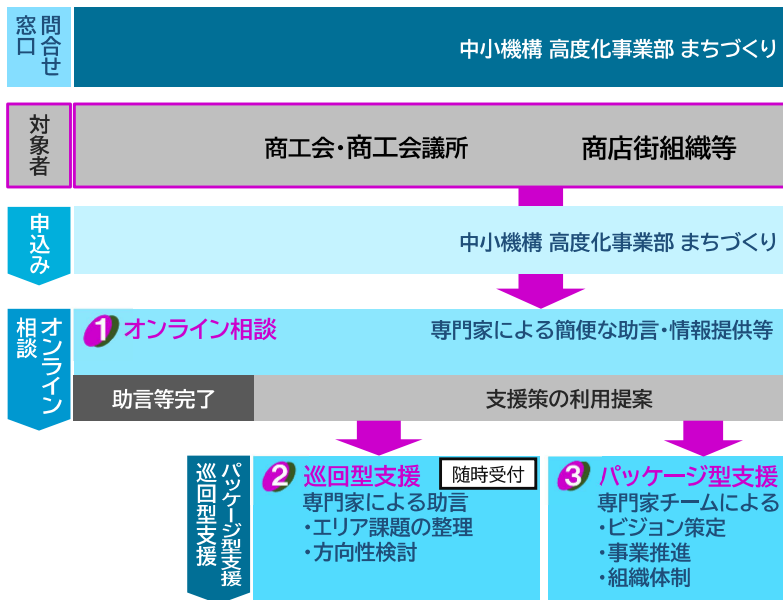 問合せ
窓口
中小機構 高度化事業部 まちづくり
対象者
商工会・商工会議所
商店街組織等
申込み
中小機構 高度化事業部 まちづくり
オンライン
相談
1 オンライン相談
専門家による簡便な助言・情報提供等
助言等完了
支援策の利用提案
パッケージ型支援
巡回型支援
2 巡回型支援
随時受付
専門家による助言
・エリア課題の整理
・方向性検討
3 パッケージ型支援
専門家チームによる
・ビジョン策定
・事業推進
・組織体制